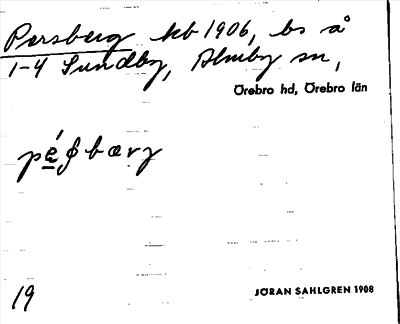 Persberg kb 1906, bs å
1-4 Sundby, Almby sn,
Örebro hd, Örebro län
19
JÖRAN SAHLGREN 1908